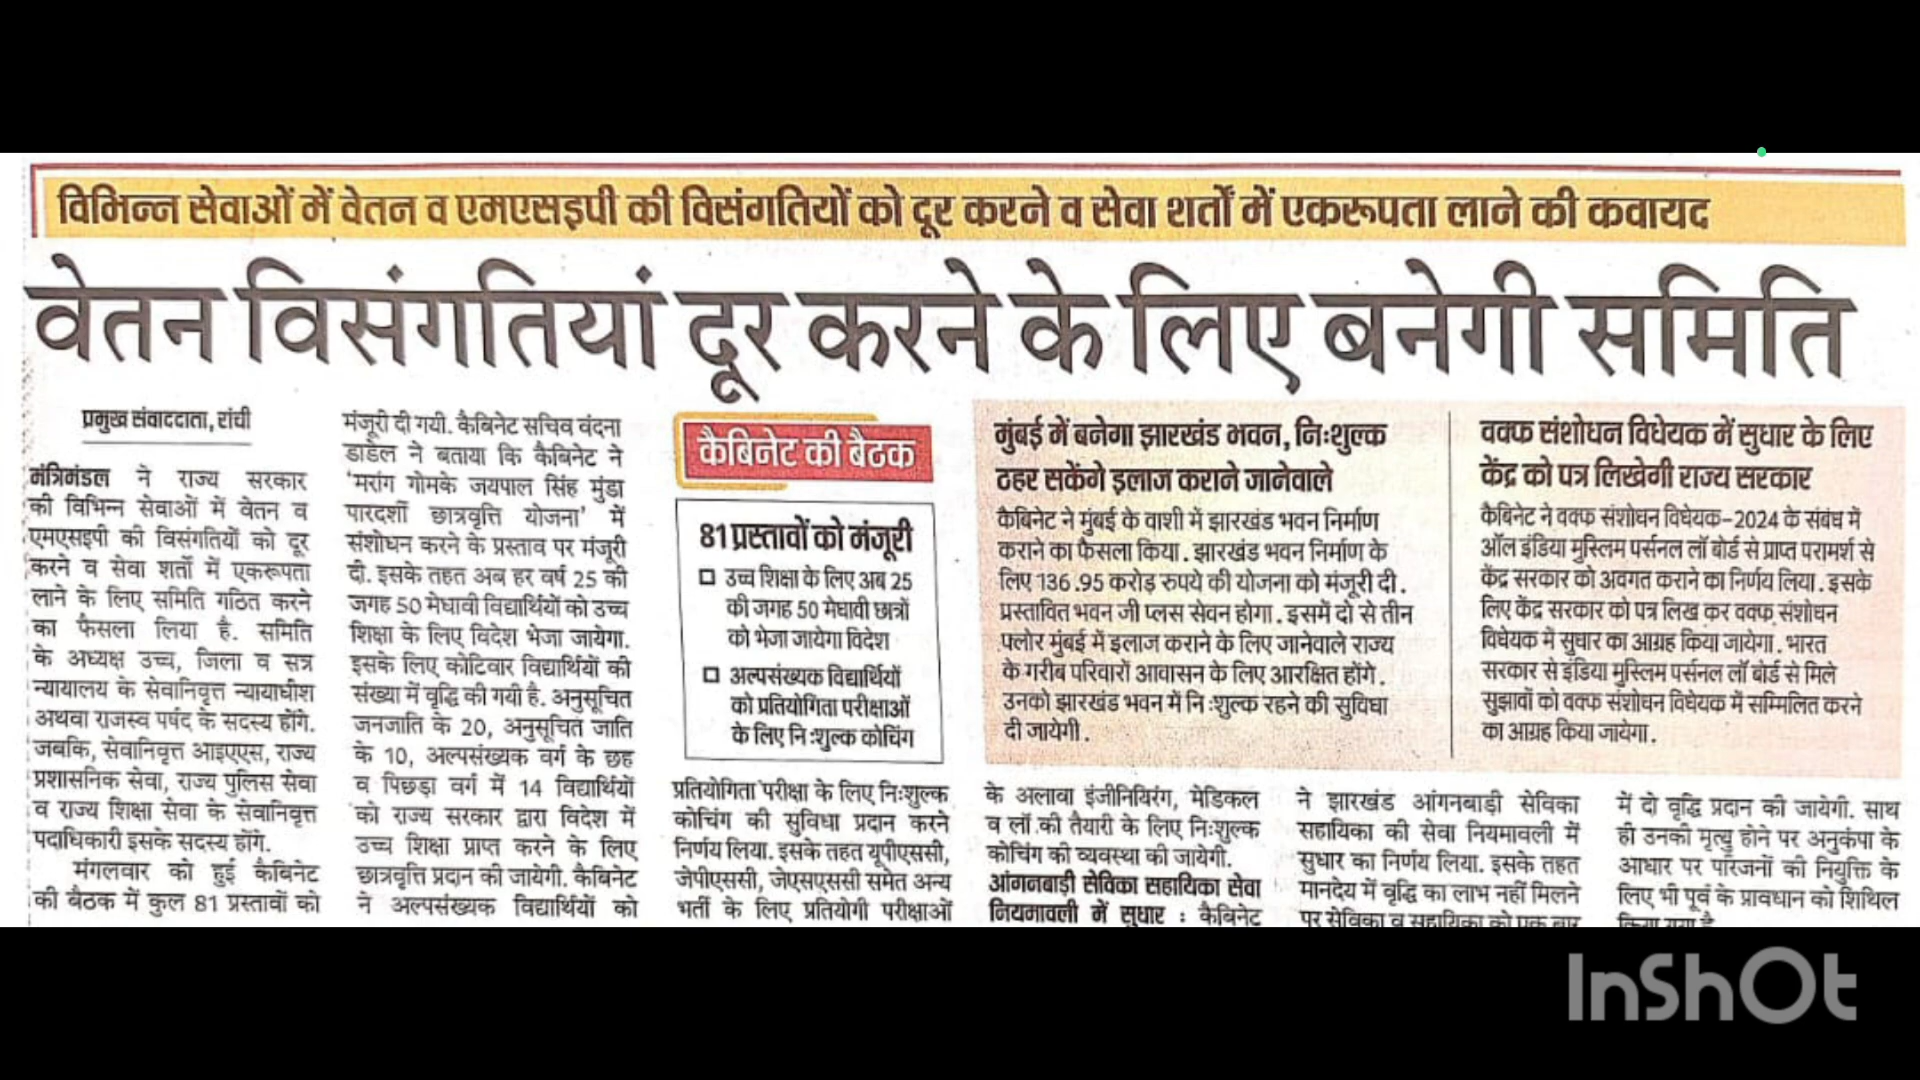 विभिन्न सेवाओं में वेतन व एमएसइपी की विसंगतियों को दूर करने व सेवा शर्तों में एकरूपता लाने की कवायद
वेतन विसंगतियां दूर करने के लिए बनेगी समिति
प्रमुख संवाददाता, रांची
मंत्रिमंडल ने राज्य सरकार
की विभिन्न सेवाओं में वेतन व
एमएसइपी की विसंगतियों को दूर
करने व सेवा शर्तों में एकरूपता
लाने के लिए समिति गठित करने
का फैसला लिया है. समिति
के अध्यक्ष उच्च, जिला व सत्र
न्यायालय के सेवानिवृत्त न्यायाधीश
अथवा राजस्व पर्षद के सदस्य होंगे.
जबकि, सेवानिवृत्त आइएएस, राज्य
प्रशासनिक सेवा, राज्य पुलिस सेवा
व राज्य शिक्षा सेवा के सेवानिवृत्त
पदाधिकारी इसके सदस्य होंगे.
मंगलवार को हुई कैबिनेट
की बैठक में कुल 81 प्रस्तावों को
मंजूरी दी गयी. कैबिनेट सचिव वंदना
डाडेल ने बताया कि कैबिनेट ने
'मरांग गोमके जयपाल सिंह मुंडा
पारदर्शी छात्रवृत्ति योजना' में
संशोधन करने के प्रस्ताव पर मंजूरी
दी. इसके तहत अब हर वर्ष 25 की
जगह 50 मेधावी विद्यार्थियों को उच्च
शिक्षा के लिए विदेश भेजा जायेगा.
इसके लिए कोटिवार विद्यार्थियों की
संख्या में वृद्धि की गयी है. अनुसूचित
जनजाति के 20, अनुसूचित जाति
के 10, अल्पसंख्यक वर्ग के छह
व पिछड़ा वर्ग में 14 विद्यार्थियों
को राज्य सरकार द्वारा विदेश में
उच्च शिक्षा प्राप्त करने के लिए
छात्रवृत्ति प्रदान की जायेगी. कैबिनेट
ने अल्पसंख्यक विद्यार्थियों को
कैबिनेट की बैठक
81 प्रस्तावों को मंजूरी
उच्च शिक्षा के लिए अब 25
की जगह 50 मेधावी छात्रों
को भेजा जायेगा विदेश
अल्पसंख्यक विद्यार्थियों
को प्रतियोगिता परीक्षाओं
के लिए नि:शुल्क कोचिंग
प्रतियोगिता परीक्षा के लिए नि:शुल्क
कोचिंग की सुविधा प्रदान करने
निर्णय लिया. इसके तहत यूपीएससी,
जेपीएससी, जेएसएससी समेत अन्य
भर्ती के लिए प्रतियोगी परीक्षाओं
मुंबई में बनेगा झारखंड भवन, नि:शुल्क
ठहर सकेंगे इलाज कराने जानेवाले
कैबिनेट ने मुंबई के वाशी में झारखंड भवन निर्माण
कराने का फैसला किया. झारखंड भवन निर्माण के
लिए 136.95 करोड़ रुपये की योजना को मंजूरी दी.
प्रस्तावित भवन जी प्लस सेवन होगा. इसमें दो से तीन
फ्लोर मुंबई में इलाज कराने के लिए जानेवाले राज्य
के गरीब परिवारों आवासन के लिए आरक्षित होंगे.
उनको झारखंड भवन में नि:शुल्क रहने की सुविधा
दी जायेगी.
वक्फ संशोधन विधेयक में सुधार के लिए
केंद्र को पत्र लिखेगी राज्य सरकार
कैबिनेट ने वक्फ संशोधन विधेयक-2024 के संबंध में
ऑल इंडिया मुस्लिम पर्सनल लॉ बोर्ड से प्राप्त परामर्श से
केंद्र सरकार को अवगत कराने का निर्णय लिया. इसके
लिए केंद्र सरकार को पत्र लिख कर वक्फ संशोधन
विधेयक में सुधार का आग्रह किया जायेगा. भारत
सरकार से इंडिया मुस्लिम पर्सनल लॉ बोर्ड से मिले
सुझावों को वक्फ संशोधन विधेयक में सम्मिलित करने
का आग्रह किया जायेगा.
के अलावा इंजीनियरिंग, मेडिकल
व लॉ की तैयारी के लिए नि:शुल्क
कोचिंग की व्यवस्था की जायेगी.
आंगनबाड़ी सेविका सहायिका सेवा
नियमावली में सुधार : कैबिनेट
ने झारखंड आंगनबाड़ी सेविका
सहायिका की सेवा नियमावली में
सुधार का निर्णय लिया. इसके तहत
मानदेय में वृद्धि का लाभ नहीं मिलने
पर सेविका व सहायिका को एक बार
में दो वृद्धि प्रदान की जायेगी. साथ
ही उनकी मृत्यु होने पर अनुकंपा के
आधार पर परिजनों की नियुक्ति के
लिए भी पूर्व के प्रावधान को शिथिल
किया गया है
InShOt